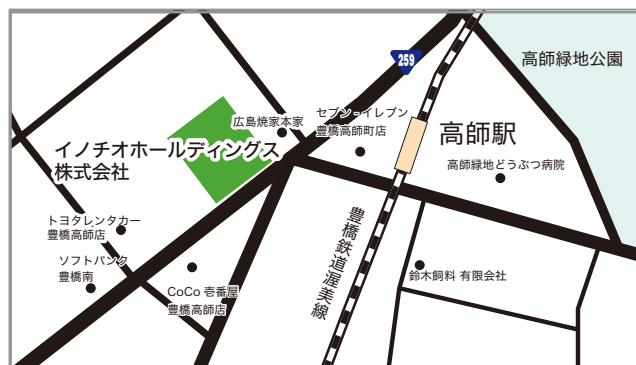 259
高師緑地公園
セブン-イレブン
豊橋高師町店
広島焼家本家
高師駅
イノチオホールディングス
株式会社
高師緑地どうぶつ病院
トヨタレンタカー
豊橋高師店
豊橋鉄道渥美線
ソフトバンク
豊橋南
鈴木飼料 有限会社
CoCo 壱番屋
豊橋高師店